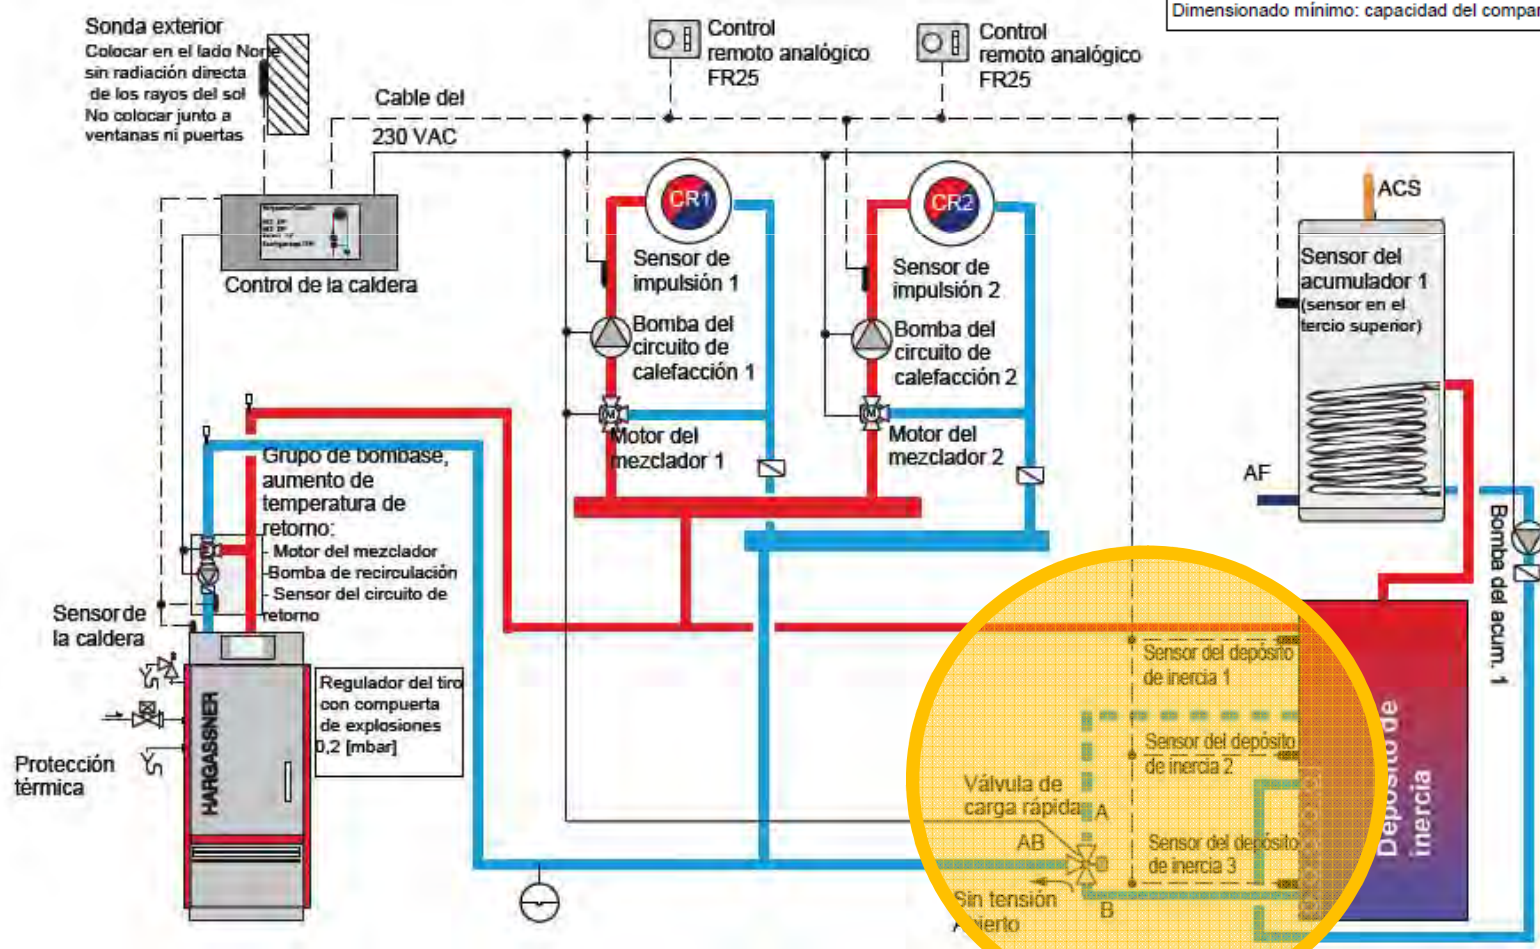 Dimensionado mínimo: capacidad del compar
Sonda exterior
Colocar en el lado Norte
sin radiación directa
de los rayos del sol
No colocar junto a
ventanas ni puertas
Control
remoto analógico
FR25
Control
remoto analógico
FR25
Cable del
230 VAC
Control de la caldera
CR1
CR2
ACS
Sensor de
impulsión 1
Sensor de
impulsión 2
Sensor del
acumulador 1
(sensor en el
tercio superior)
Bomba del
circuito de
calefacción 1
Bomba del
circuito de
calefacción 2
M
M
Motor del
mezclador 1
Motor del
mezclador 2
AF
Bomba del acum. 1
Grupo de bombase,
aumento de
temperatura de
retorno:
- Motor del mezclador
-Bomba de recirculación
- Sensor del circuito de
retorno
Sensor de
la caldera
Regulador del tiro
con compuerta
de explosiones
0,2 [mbar]
HARGASSNER
Protección
térmica
Sensor del depósito
de inercia 1
Sensor del depósito
de inercia 2
Válvula de
carga rápida
A
AB
Sensor del depósito
de inercia 3
B
Sin tensión
Abierto
Depósito de
inercia